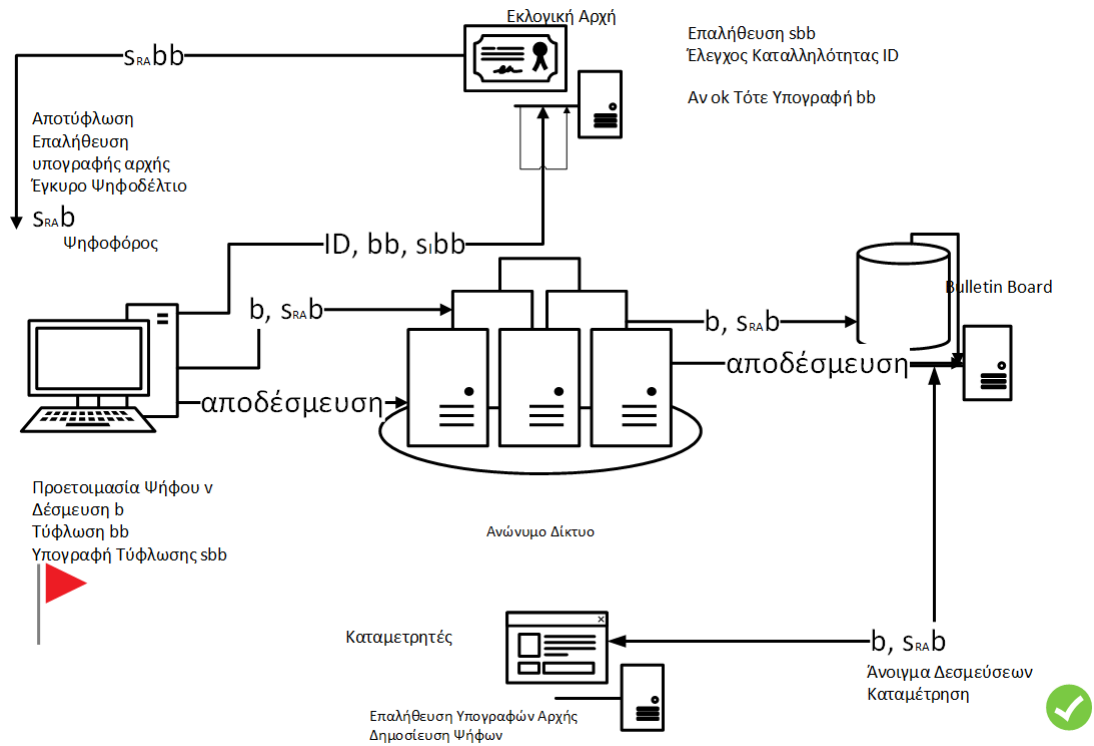 Εκλογική Αρχή
Επαλήθευση sbb
Έλεγχος Καταλληλότητας ID
Αν ok Τότε Υπογραφή bb
sRAbb
Αποτύφλωση
Επαλήθευση
υπογραφής αρχής
Έγκυρο Ψηφοδέλτιο
sRAb
Ψηφοφόρος
ID, bb, sIbb
b, sRAb
b, sRAb
Bulletin Board
αποδέσμευση
αποδέσμευση
Προετοιμασία Ψήφου v
Δέσμευση b
Τύφλωση bb
Υπογραφή Τύφλωσης sbb
Ανώνυμο Δίκτυο
Καταμετρητές
b, sRAb
Άνοιγμα Δεσμεύσεων
Καταμέτρηση
Επαλήθευση Υπογραφών Αρχής
Δημοσίευση Ψήφων